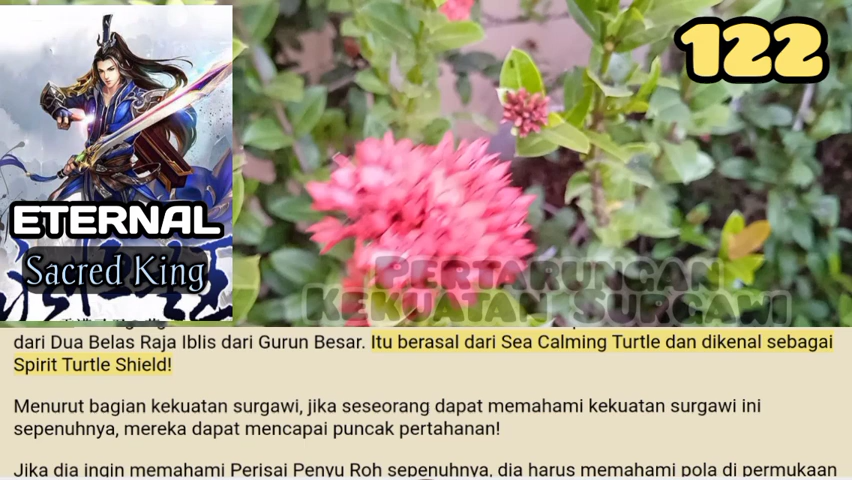 122
ETERNAL
Sacred King
PERTARUNGAN
KEKUATAN SURGAWI
dari Dua Belas Raja Iblis dari Gurun Besar. Itu berasal dari Sea Calming Turtle dan dikenal sebagai
Spirit Turtle Shield!
Menurut bagian kekuatan surgawi, jika seseorang dapat memahami kekuatan surgawi ini
sepenuhnya, mereka dapat mencapai puncak pertahanan!
Jika dia ingin memahami Perisai Penyu Roh sepenuhnya, dia harus memahami pola di permukaan